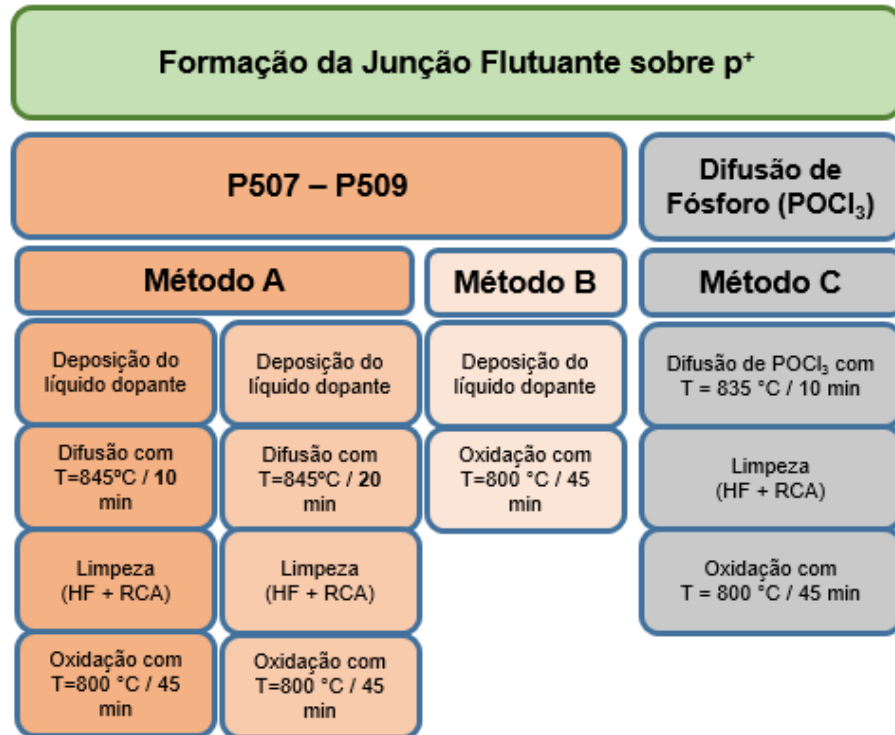 Formação da Junção Flutuante sobre p⁺
P507 – P509
Difusão de
Fósforo (POCl₃)
Método A
Método B
Método C
Deposição do
líquido dopante
Deposição do
líquido dopante
Deposição do
líquido dopante
Difusão de POCl₃ com
T = 835 °C / 10 min
Difusão com
T=845ºC / 10
min
Difusão com
T=845ºC / 20
min
Oxidação com
T=800 °C / 45
min
Limpeza
(HF + RCA)
Limpeza
(HF + RCA)
Limpeza
(HF + RCA)
Oxidação com
T = 800 °C / 45 min
Oxidação com
T=800 °C / 45
min
Oxidação com
T=800 °C / 45
min